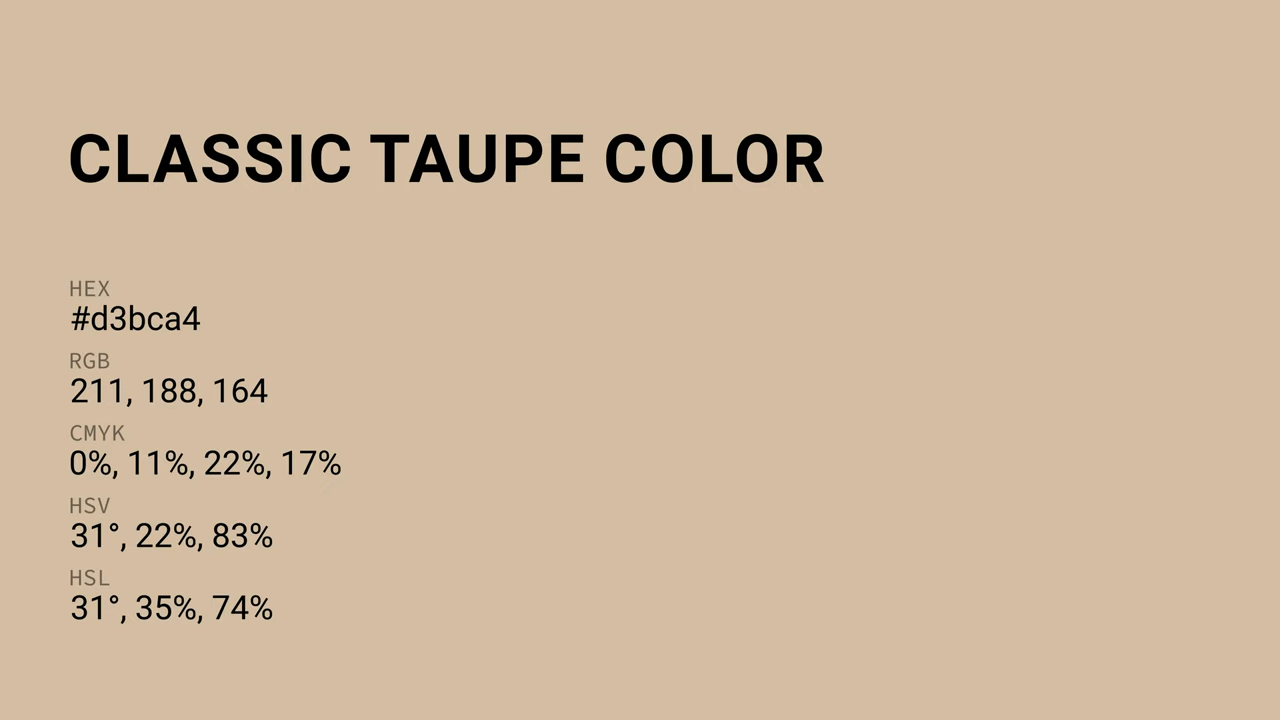 CLASSIC TAUPE COLOR
HEX
#d3bca4
RGB
211, 188, 164
CMYK
0%, 11%, 22%, 17%
HSV
31°, 22%, 83%
HSL
31°, 35%, 74%